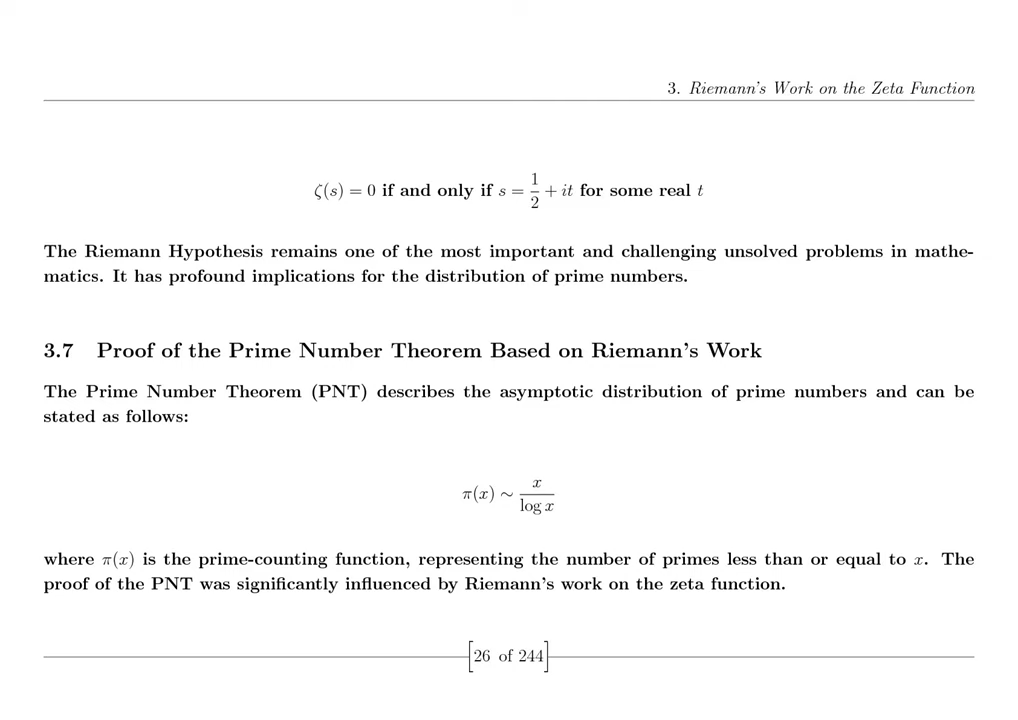 3. Riemann's Work on the Zeta Function
ζ(s) = 0 if and only if s = 1/2 + it for some real t
The Riemann Hypothesis remains one of the most important and challenging unsolved problems in mathe-
matics. It has profound implications for the distribution of prime numbers.
3.7 Proof of the Prime Number Theorem Based on Riemann's Work
The Prime Number Theorem (PNT) describes the asymptotic distribution of prime numbers and can be
stated as follows:
π(x) ∼ x/log x
where π(x) is the prime-counting function, representing the number of primes less than or equal to x. The
proof of the PNT was significantly influenced by Riemann's work on the zeta function.
[26 of 244]